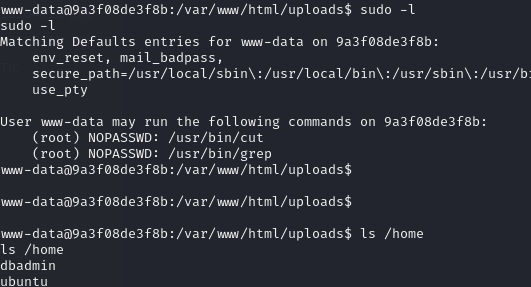 www-data@9a3f08de3f8b:/var/www/html/uploads$ sudo -l
sudo -l
Matching Defaults entries for www-data on 9a3f08de3f8b:
    env_reset, mail_badpass,
    secure_path=/usr/local/sbin\:/usr/local/bin\:/usr/sbin\:/usr/bi
    use_pty

User www-data may run the following commands on 9a3f08de3f8b:
    (root) NOPASSWD: /usr/bin/cut
    (root) NOPASSWD: /usr/bin/grep
www-data@9a3f08de3f8b:/var/www/html/uploads$

www-data@9a3f08de3f8b:/var/www/html/uploads$

www-data@9a3f08de3f8b:/var/www/html/uploads$ ls /home
ls /home
dbadmin
ubuntu